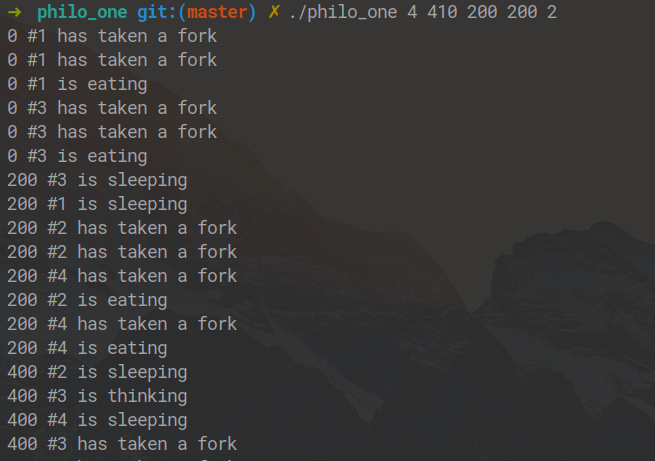 ➜ philo_one git:(master) ✗ ./philo_one 4 410 200 200 2
0 #1 has taken a fork
0 #1 has taken a fork
0 #1 is eating
0 #3 has taken a fork
0 #3 has taken a fork
0 #3 is eating
200 #3 is sleeping
200 #1 is sleeping
200 #2 has taken a fork
200 #2 has taken a fork
200 #4 has taken a fork
200 #2 is eating
200 #4 has taken a fork
200 #4 is eating
400 #2 is sleeping
400 #3 is thinking
400 #4 is sleeping
400 #3 has taken a fork